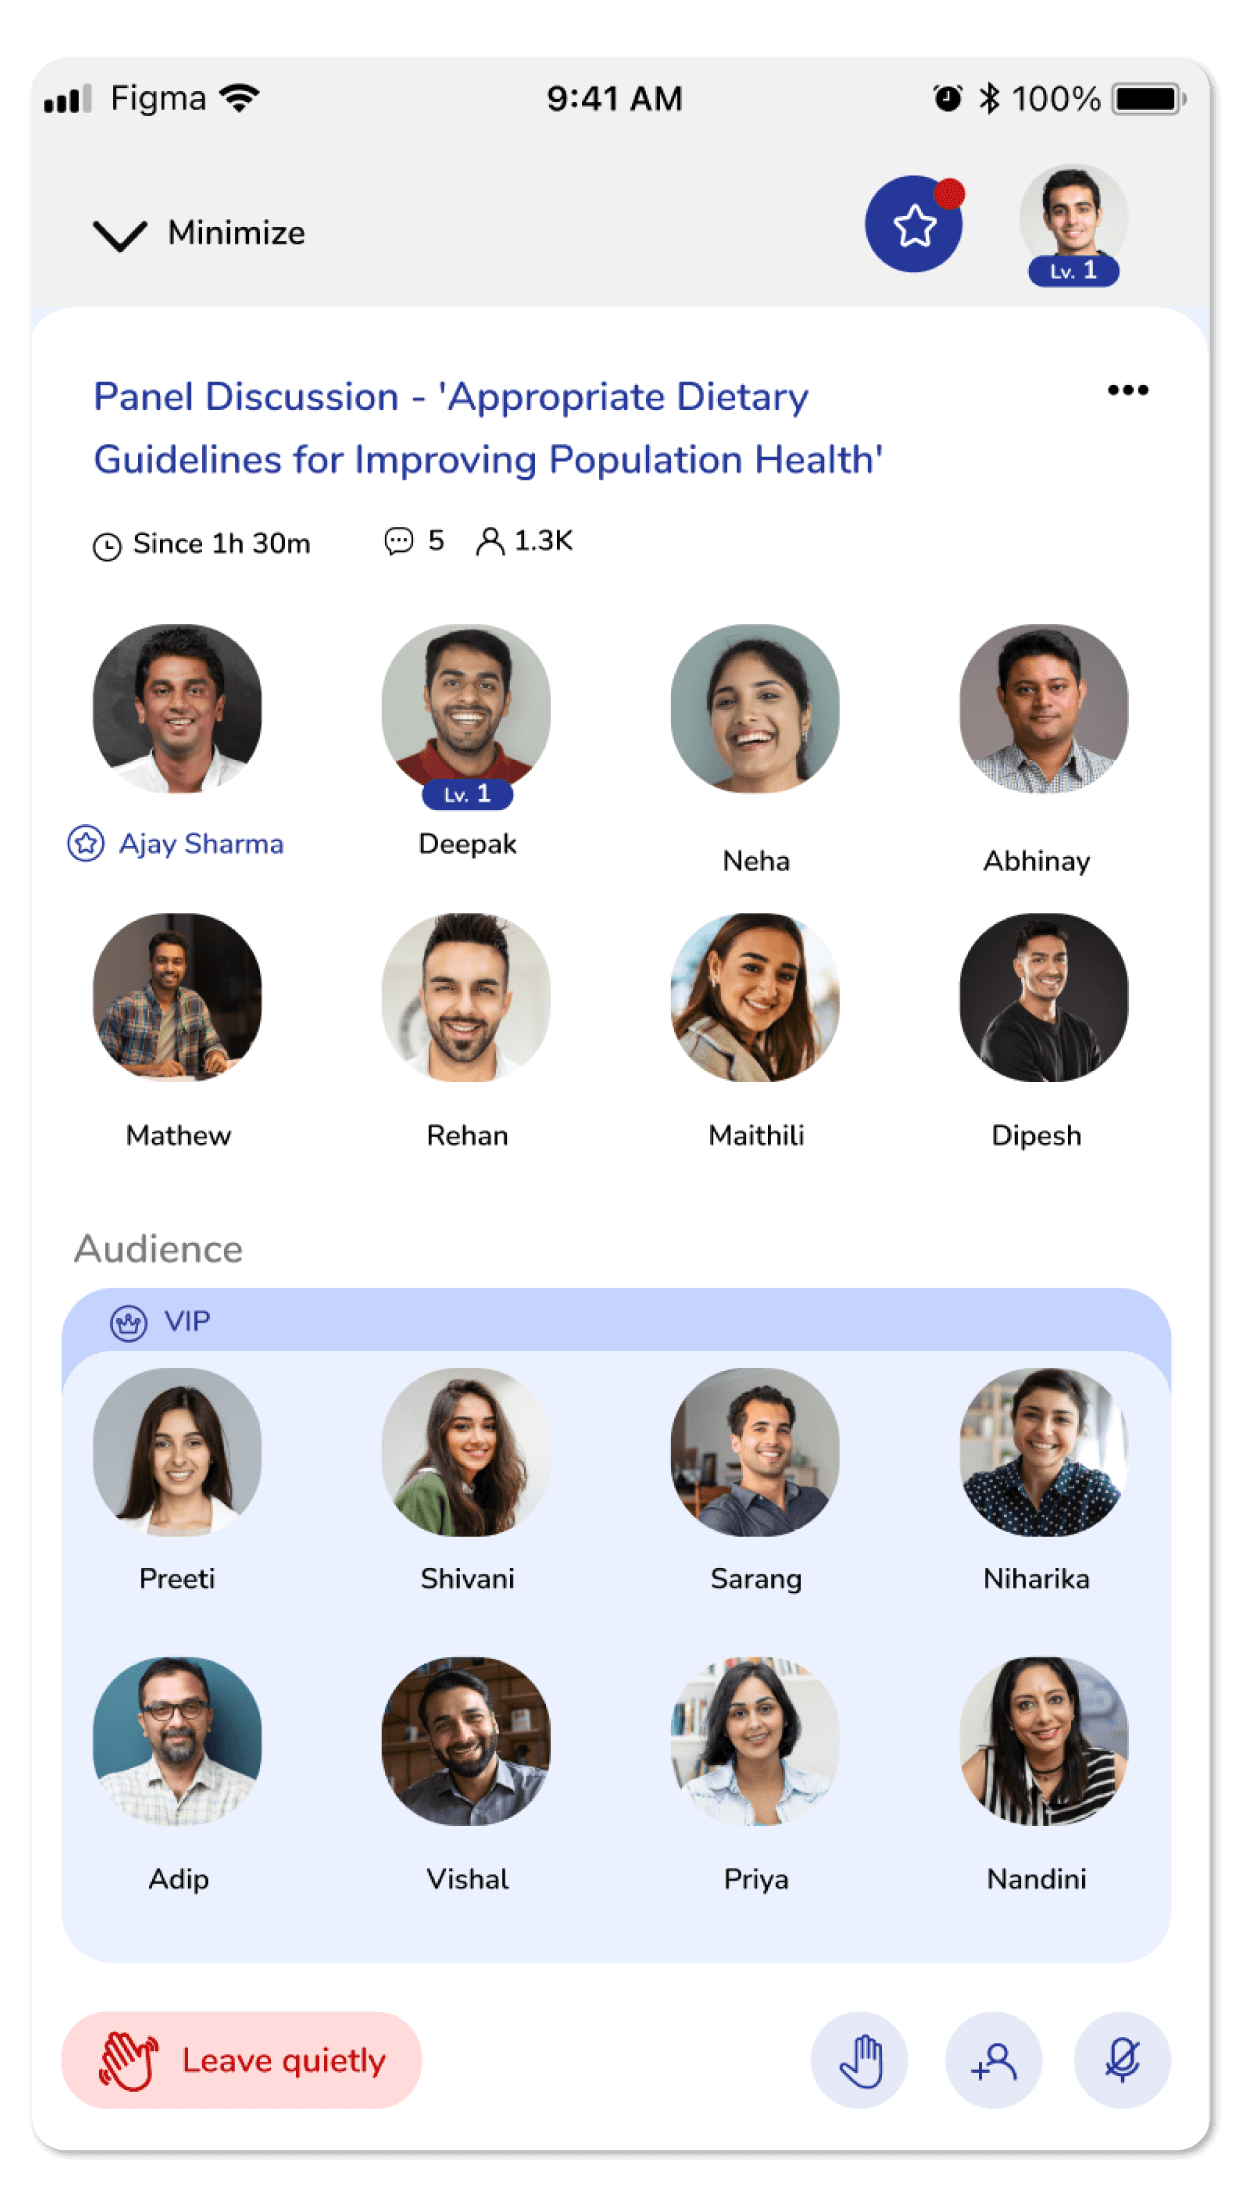 Figma 9:41 AM 100%
Minimize
Lv. 1
Panel Discussion - 'Appropriate Dietary
Guidelines for Improving Population Health'
Since 1h 30m 5 1.3K
Lv. 1
Ajay Sharma Deepak Neha Abhinay
Mathew Rehan Maithili Dipesh
Audience
VIP
Preeti Shivani Sarang Niharika
Adip Vishal Priya Nandini
Leave quietly